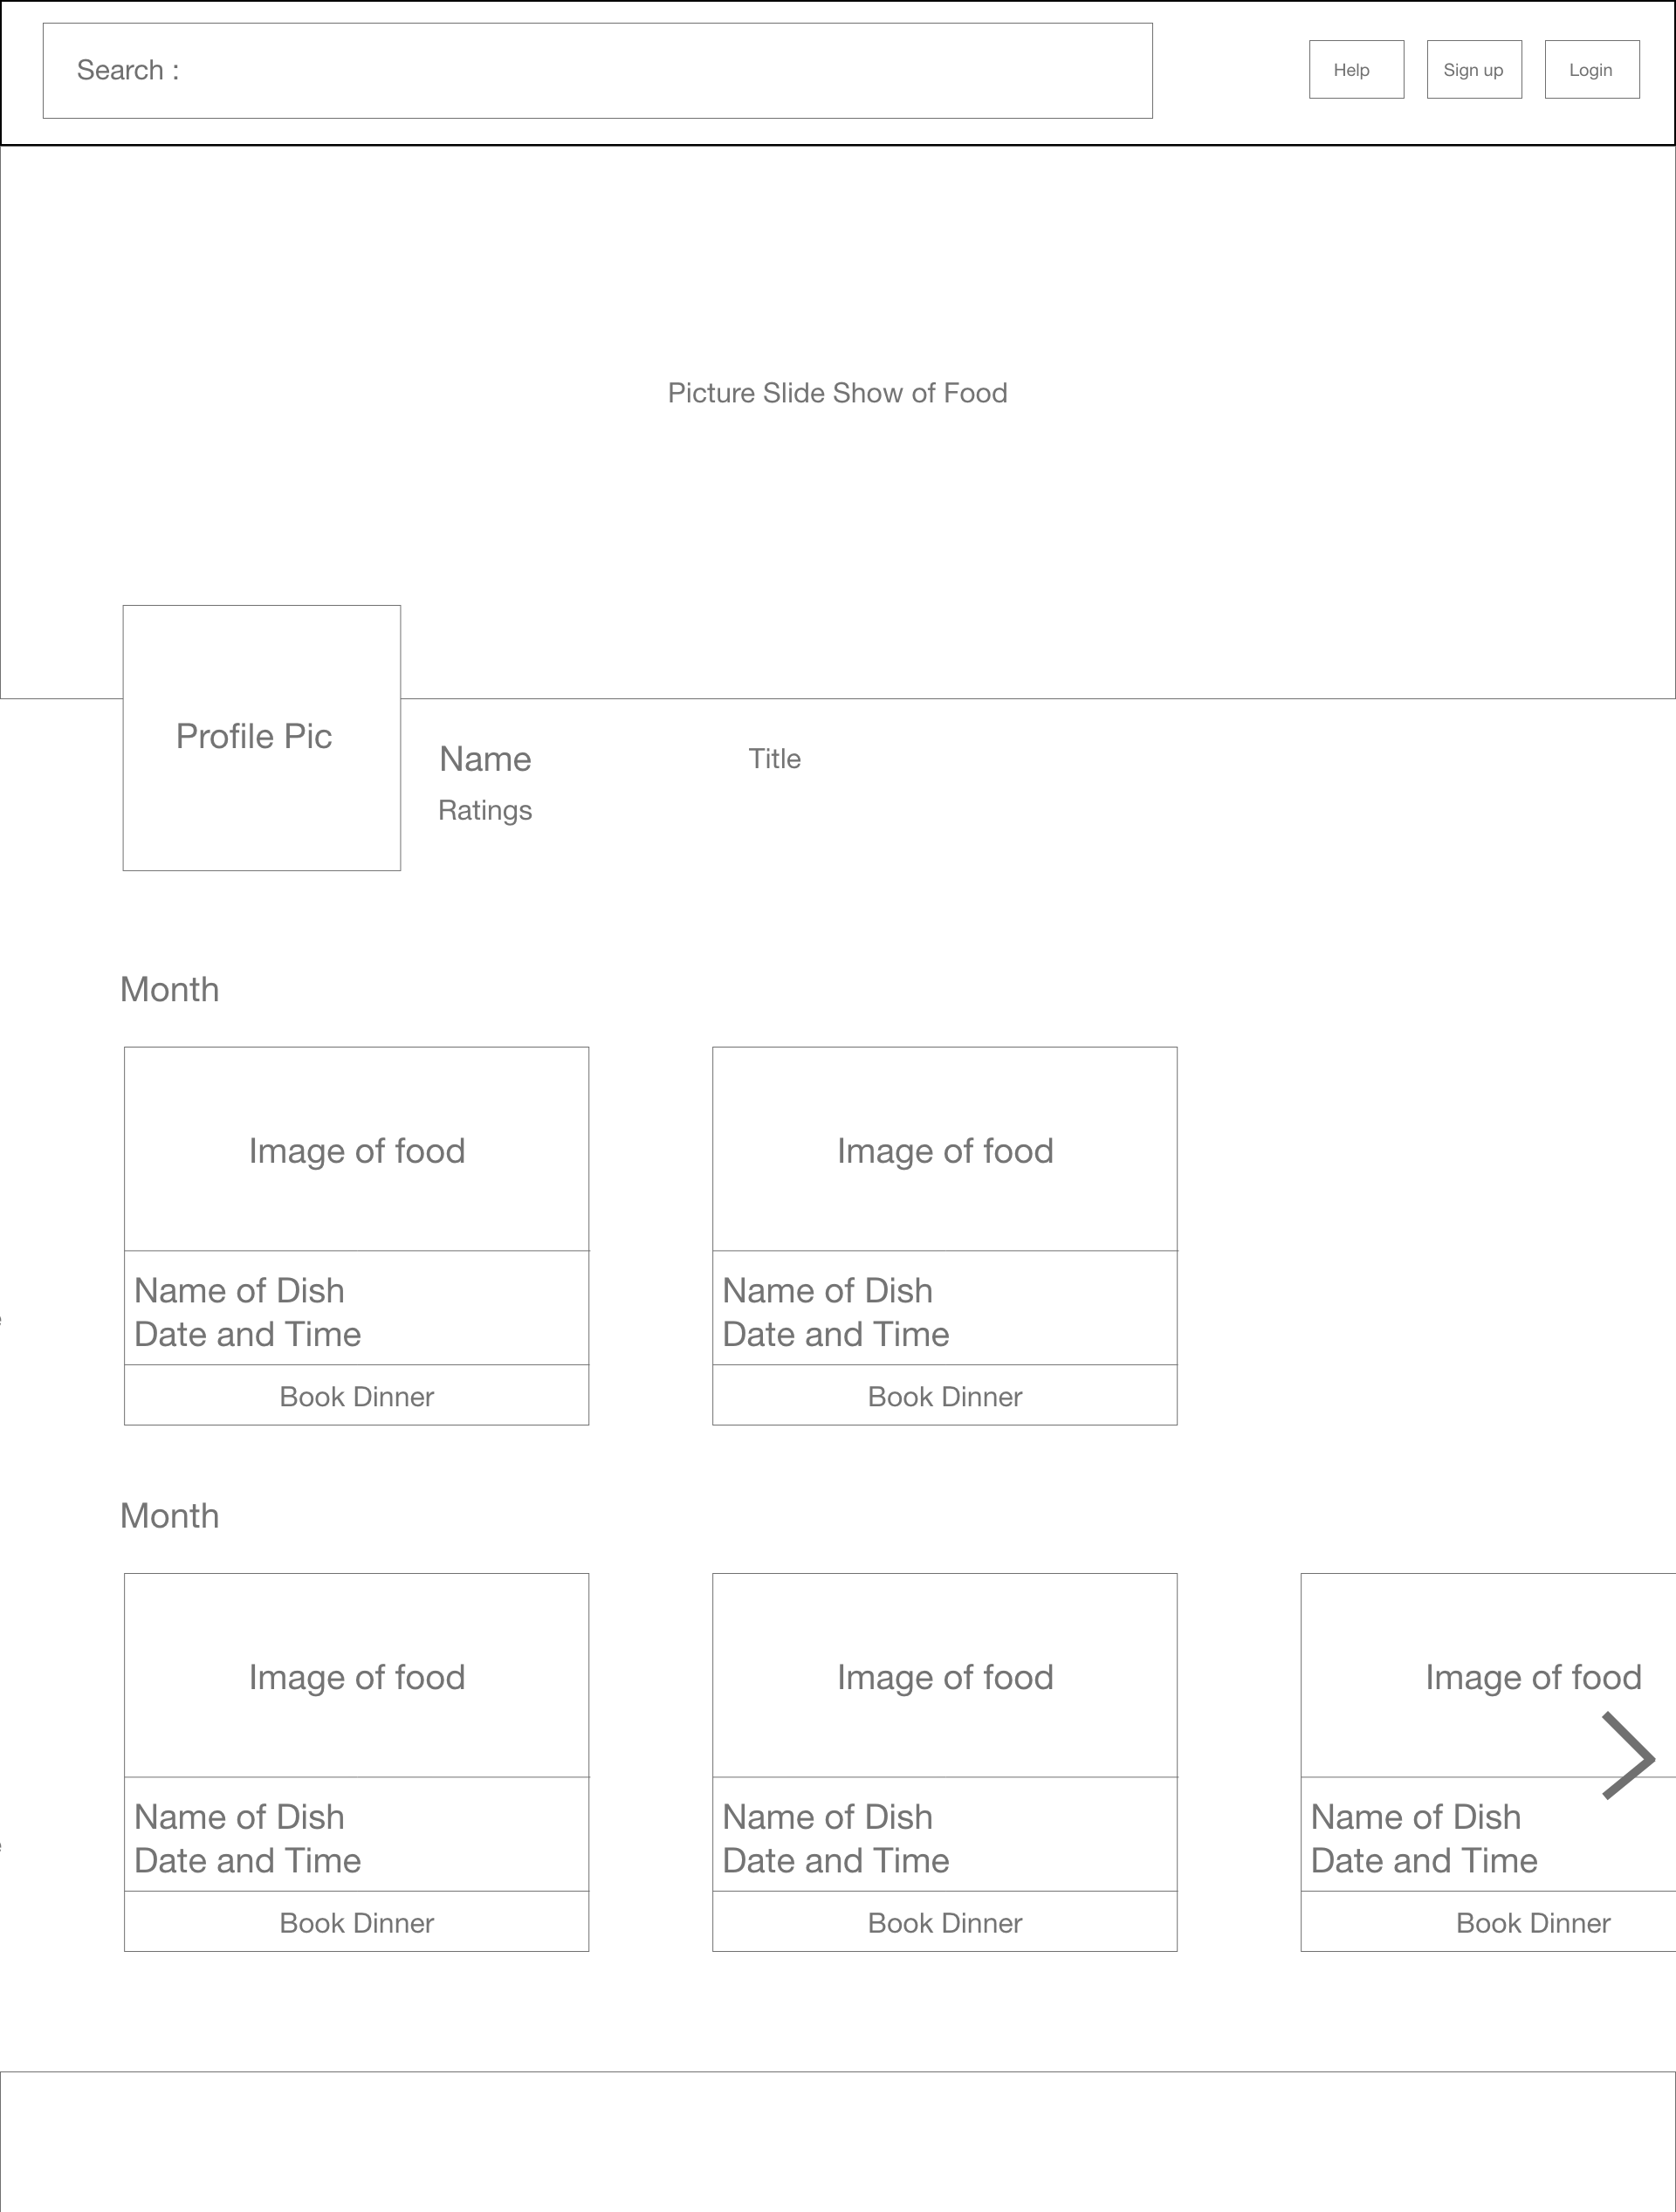 Search :
Help
Sign up
Login
Picture Slide Show of Food
Profile Pic
Name
Title
Ratings
Month
Image of food
Image of food
Name of Dish
Name of Dish
Date and Time
Date and Time
Book Dinner
Book Dinner
Month
Image of food
Image of food
Image of food
Name of Dish
Name of Dish
Name of Dish
Date and Time
Date and Time
Date and Time
Book Dinner
Book Dinner
Book Dinner